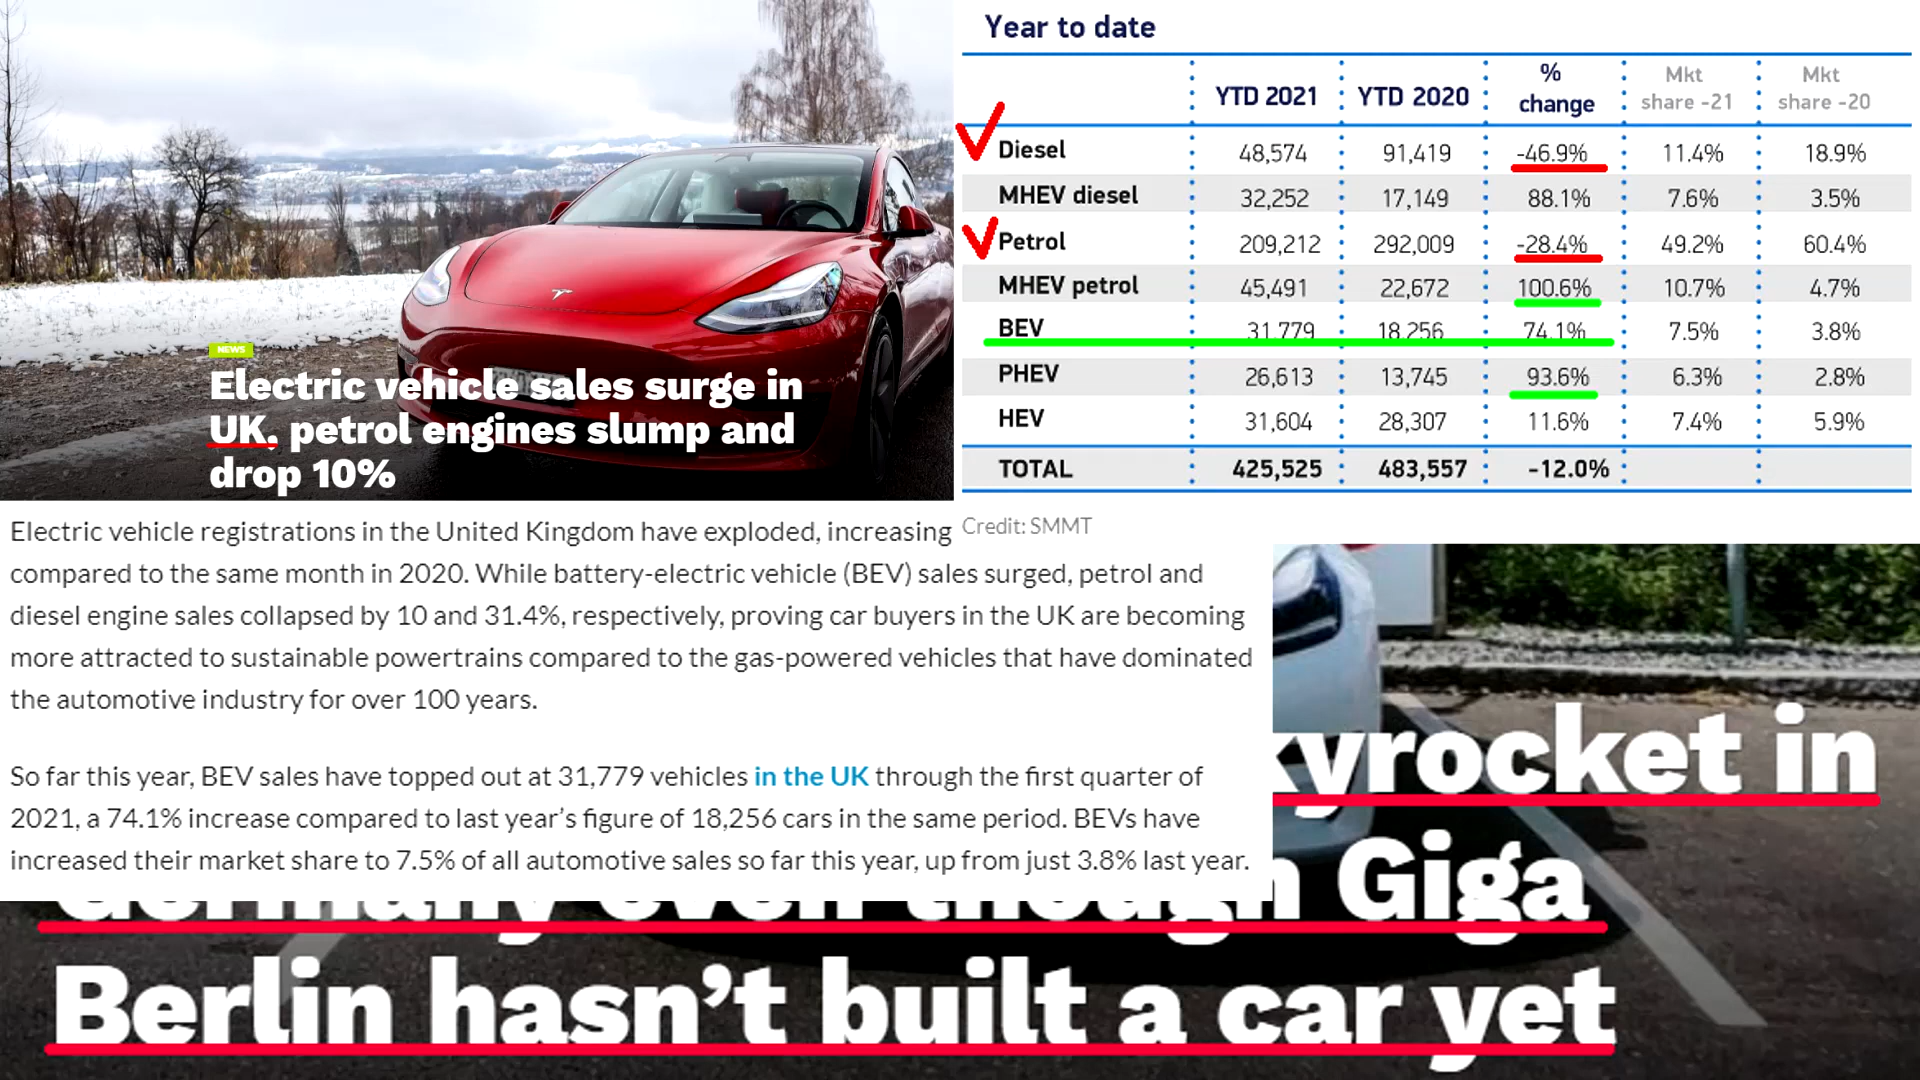 NEWS
Electric vehicle sales surge in
UK, petrol engines slump and
drop 10%
Year to date
YTD 2021 YTD 2020 % change Mkt share -21 Mkt share -20
Diesel 48,574 91,419 -46.9% 11.4% 18.9%
MHEV diesel 32,252 17,149 88.1% 7.6% 3.5%
Petrol 209,212 292,009 -28.4% 49.2% 60.4%
MHEV petrol 45,491 22,672 100.6% 10.7% 4.7%
BEV 31,779 18,256 74.1% 7.5% 3.8%
PHEV 26,613 13,745 93.6% 6.3% 2.8%
HEV 31,604 28,307 11.6% 7.4% 5.9%
TOTAL 425,525 483,557 -12.0%
Credit: SMMT
Electric vehicle registrations in the United Kingdom have exploded, increasing
compared to the same month in 2020. While battery-electric vehicle (BEV) sales surged, petrol and
diesel engine sales collapsed by 10 and 31.4%, respectively, proving car buyers in the UK are becoming
more attracted to sustainable powertrains compared to the gas-powered vehicles that have dominated
the automotive industry for over 100 years.
So far this year, BEV sales have topped out at 31,779 vehicles in the UK through the first quarter of
2021, a 74.1% increase compared to last year’s figure of 18,256 cars in the same period. BEVs have
increased their market share to 7.5% of all automotive sales so far this year, up from just 3.8% last year.
kyrocket in
Germany even though Giga
Berlin hasn’t built a car yet